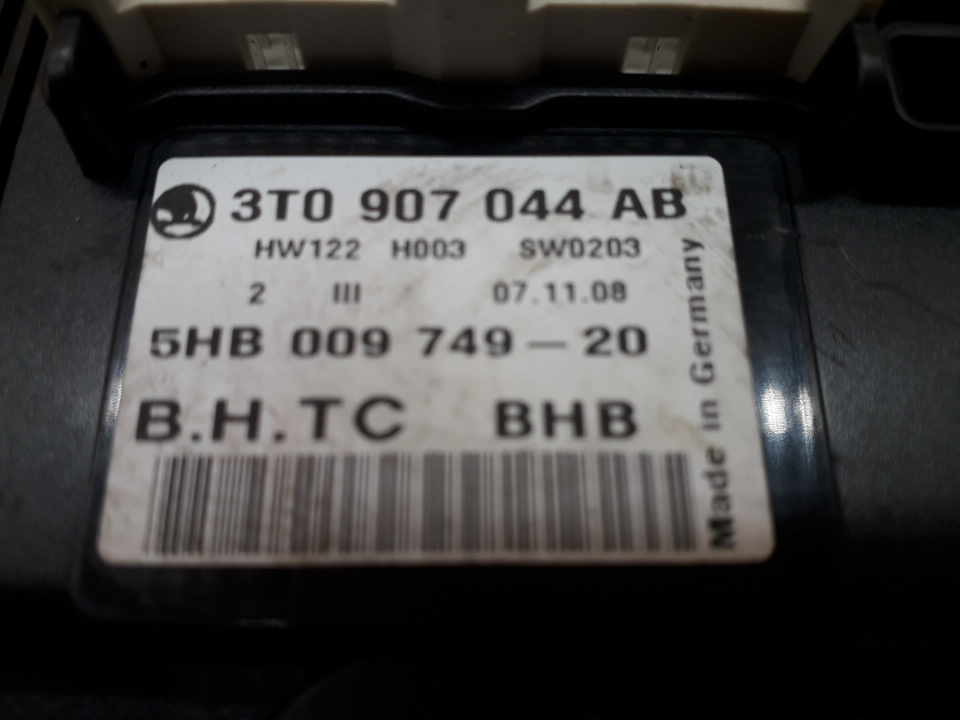 3T0 907 044 AB
HW122 H003 SW0203
2 III 07.11.08
5HB 009 749 — 20
B.H.TC BHB
Made in Germany